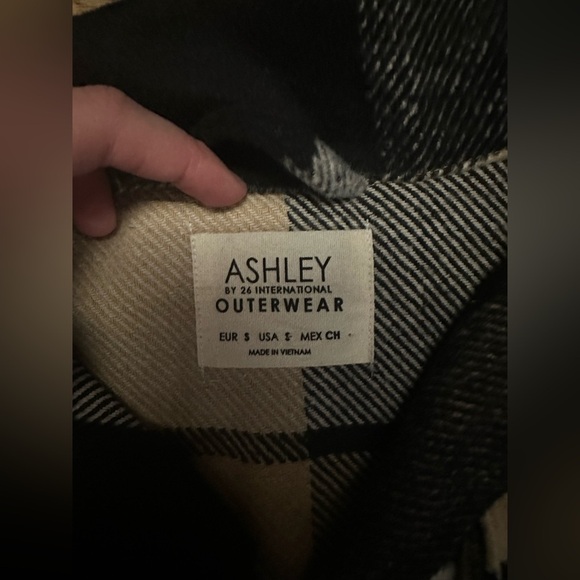 ASHLEY
BY 26 INTERNATIONAL
OUTERWEAR
EUR S USA S MEX CH
MADE IN VIETNAM